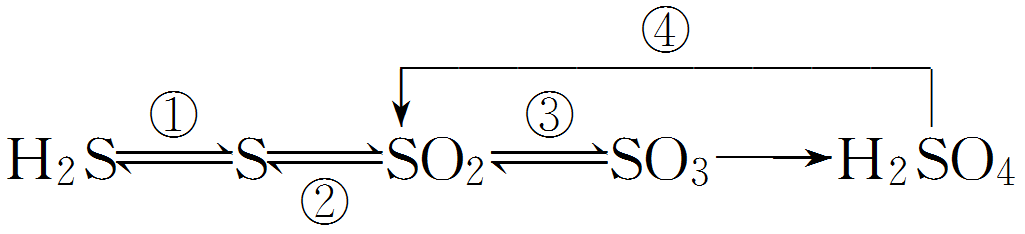 ④
① ③
H₂S ⇌ S ⇌ SO₂ ⇌ SO₃ → H₂SO₄
②